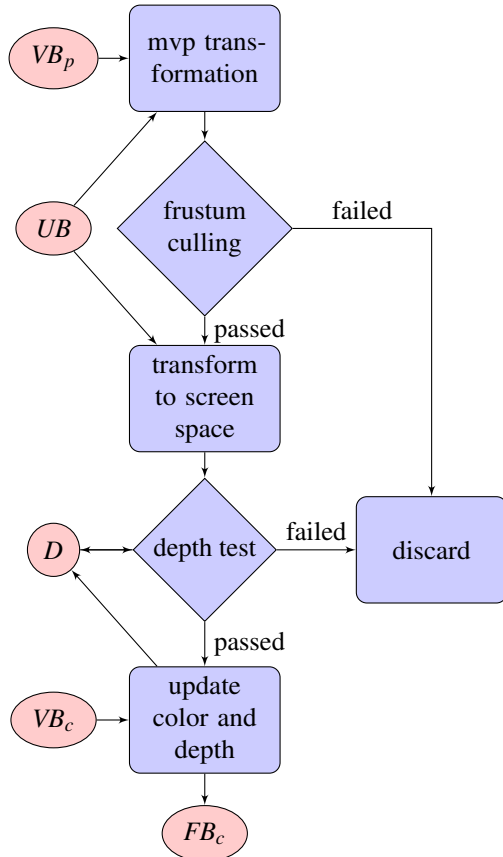 mvp trans-
formation
VB_p
frustum
culling
failed
UB
passed
transform
to screen
space
D
depth test
failed
discard
passed
update
color and
depth
VB_c
FB_c